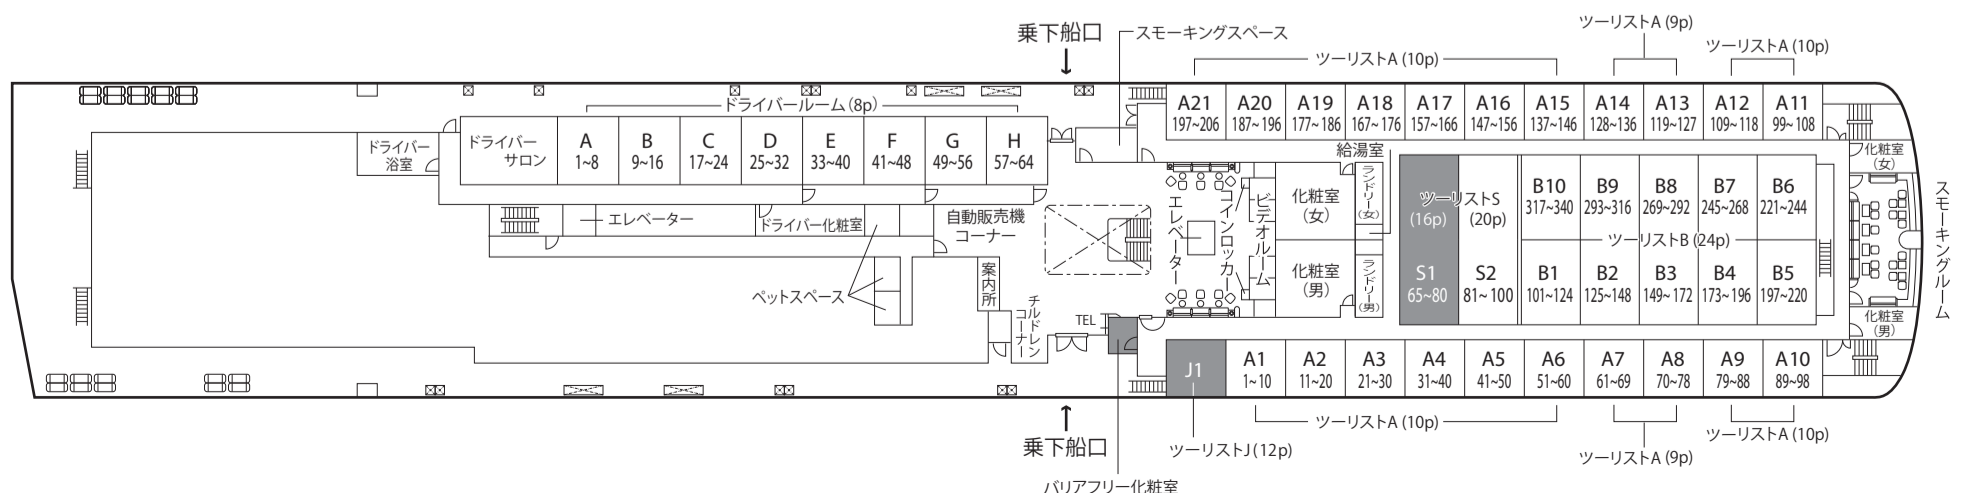 乗下船口
スモーキングスペース
ツーリストA (9p)
ツーリストA (10p)
ツーリストA (10p)
ドライバールーム (8p)
ドライバー
浴室
ドライバー
サロン
A
1~8
B
9~16
C
17~24
D
25~32
E
33~40
F
41~48
G
49~56
H
57~64
A21
197~206
A20
187~196
A19
177~186
A18
167~176
A17
157~166
A16
147~156
A15
137~146
A14
128~136
A13
119~127
A12
109~118
A11
99~108
エレベーター
ドライバー化粧室
自動販売機
コーナー
ペットスペース
案内所
チルドレン
コーナー
TEL
エレベーター
コインロッカー
ビデオルーム
化粧室
(女)
化粧室
(男)
給湯室
ランドリー(女)
ランドリー(男)
ツーリストS
(16p)
(20p)
S1
65~80
S2
81~100
B10
317~340
B9
293~316
B8
269~292
B7
245~268
B6
221~244
ツーリストB (24p)
B1
101~124
B2
125~148
B3
149~172
B4
173~196
B5
197~220
化粧室
(女)
スモーキングルーム
化粧室
(男)
J1
A1
1~10
A2
11~20
A3
21~30
A4
31~40
A5
41~50
A6
51~60
A7
61~69
A8
70~78
A9
79~88
A10
89~98
乗下船口
バリアフリー化粧室
ツーリストJ (12p)
ツーリストA (10p)
ツーリストA (9p)
ツーリストA (10p)